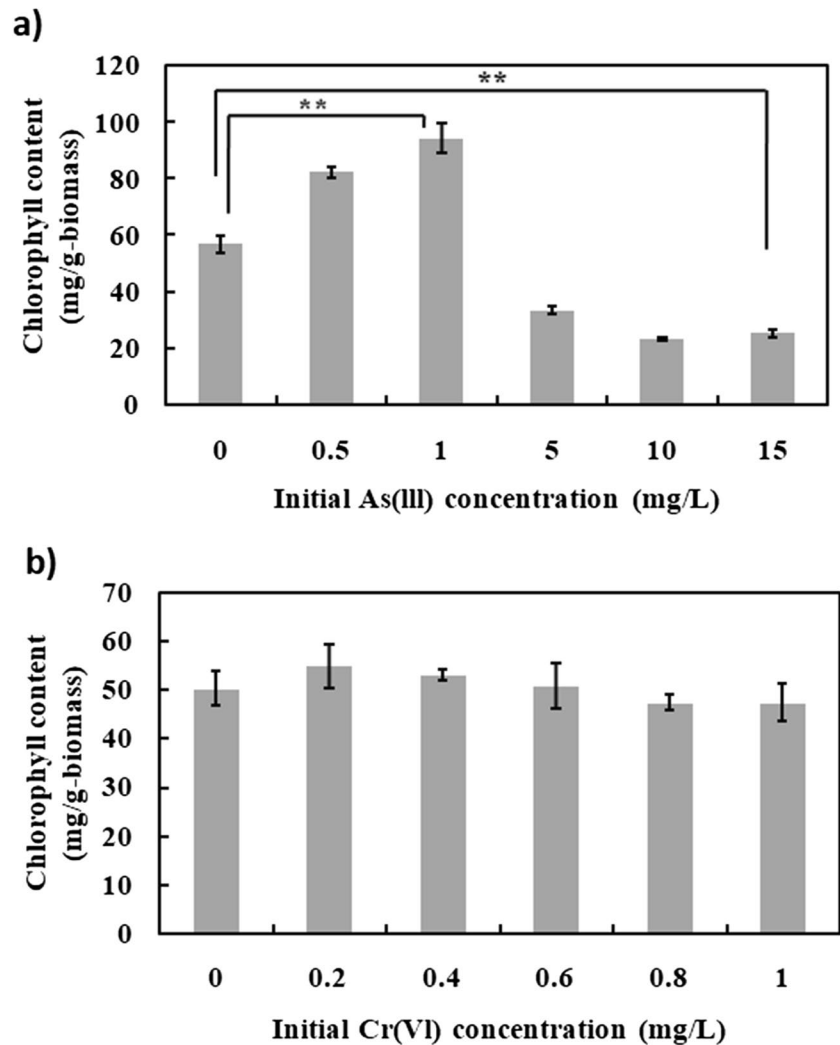 a)
Chlorophyll content
(mg/g-biomass)
120
100
80
60
40
20
0
**
**
0 0.5 1 5 10 15
Initial As(lll) concentration (mg/L)
b)
Chlorophyll content
(mg/g-biomass)
70
60
50
40
30
20
10
0
0 0.2 0.4 0.6 0.8 1
Initial Cr(Vl) concentration (mg/L)